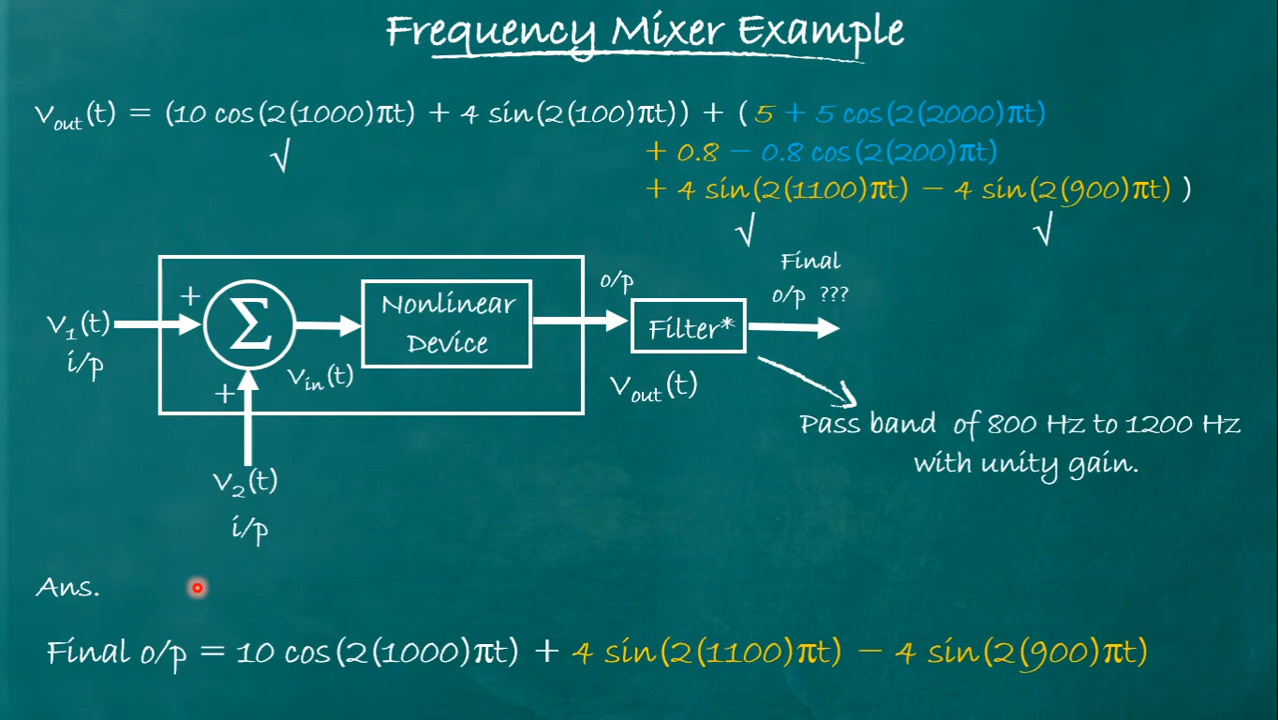 Frequency Mixer Example
Vout(t) = (10 cos(2(1000)πt) + 4 sin(2(100)πt)) + ( 5 + 5 cos(2(2000)πt)
+ 0.8 − 0.8 cos(2(200)πt)
+ 4 sin(2(1100)πt) − 4 sin(2(900)πt) )
√ √ √
Final
o/p ???
o/p
+
V1(t)
i/p
Σ
Nonlinear
Device
Filter*
+
Vin(t)
Vout(t)
Pass band of 800 Hz to 1200 Hz
with unity gain.
V2(t)
i/p
Ans.
Final o/p = 10 cos(2(1000)πt) + 4 sin(2(1100)πt) − 4 sin(2(900)πt)